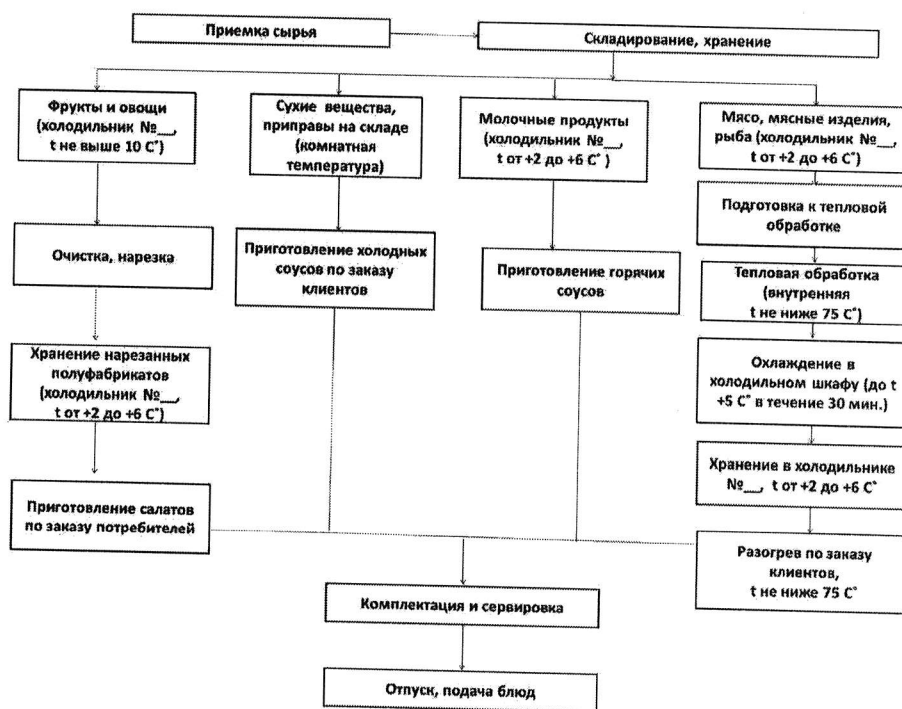 Приемка сырья
Складирование, хранение
Фрукты и овощи
(холодильник №__,
t не выше 10 С°)
Сухие вещества,
приправы на складе
(комнатная
температура)
Молочные продукты
(холодильник №__,
t от +2 до +6 С° )
Мясо, мясные изделия,
рыба (холодильник №__,
t от +2 до +6 С°)
Подготовка к тепловой
обработке
Очистка, нарезка
Приготовление холодных
соусов по заказу
клиентов
Приготовление горячих
соусов
Тепловая обработка
(внутренняя
t не ниже 75 С°)
Хранение нарезанных
полуфабрикатов
(холодильник №__,
t от +2 до +6 С°)
Охлаждение в
холодильном шкафу (до t
+5 С° в течение 30 мин.)
Хранение в холодильнике
№__, t от +2 до +6 С°
Приготовление салатов
по заказу потребителей
Разогрев по заказу
клиентов,
t не ниже 75 С°
Комплектация и сервировка
Отпуск, подача блюд